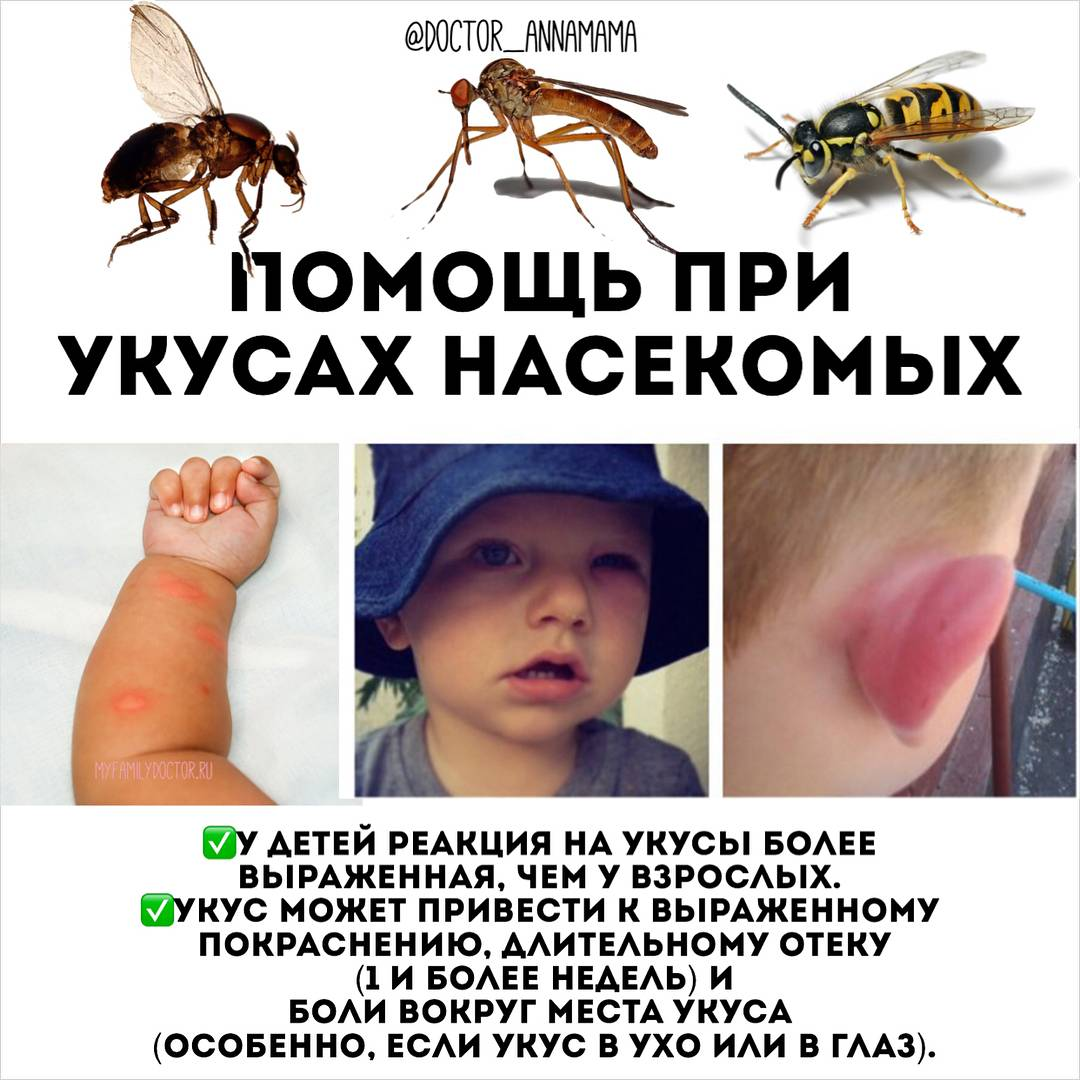 @DOCTOR_ANNAMAMA
ПОМОЩЬ ПРИ
УКУСАХ НАСЕКОМЫХ
MYFAMILYDOCTOR.RU
✅У ДЕТЕЙ РЕАКЦИЯ НА УКУСЫ БОЛЕЕ
ВЫРАЖЕННАЯ, ЧЕМ У ВЗРОСЛЫХ.
✅УКУС МОЖЕТ ПРИВЕСТИ К ВЫРАЖЕННОМУ
ПОКРАСНЕНИЮ, ДЛИТЕЛЬНОМУ ОТЕКУ
(1 И БОЛЕЕ НЕДЕЛЬ) И
БОЛИ ВОКРУГ МЕСТА УКУСА
(ОСОБЕННО, ЕСЛИ УКУС В УХО ИЛИ В ГЛАЗ).